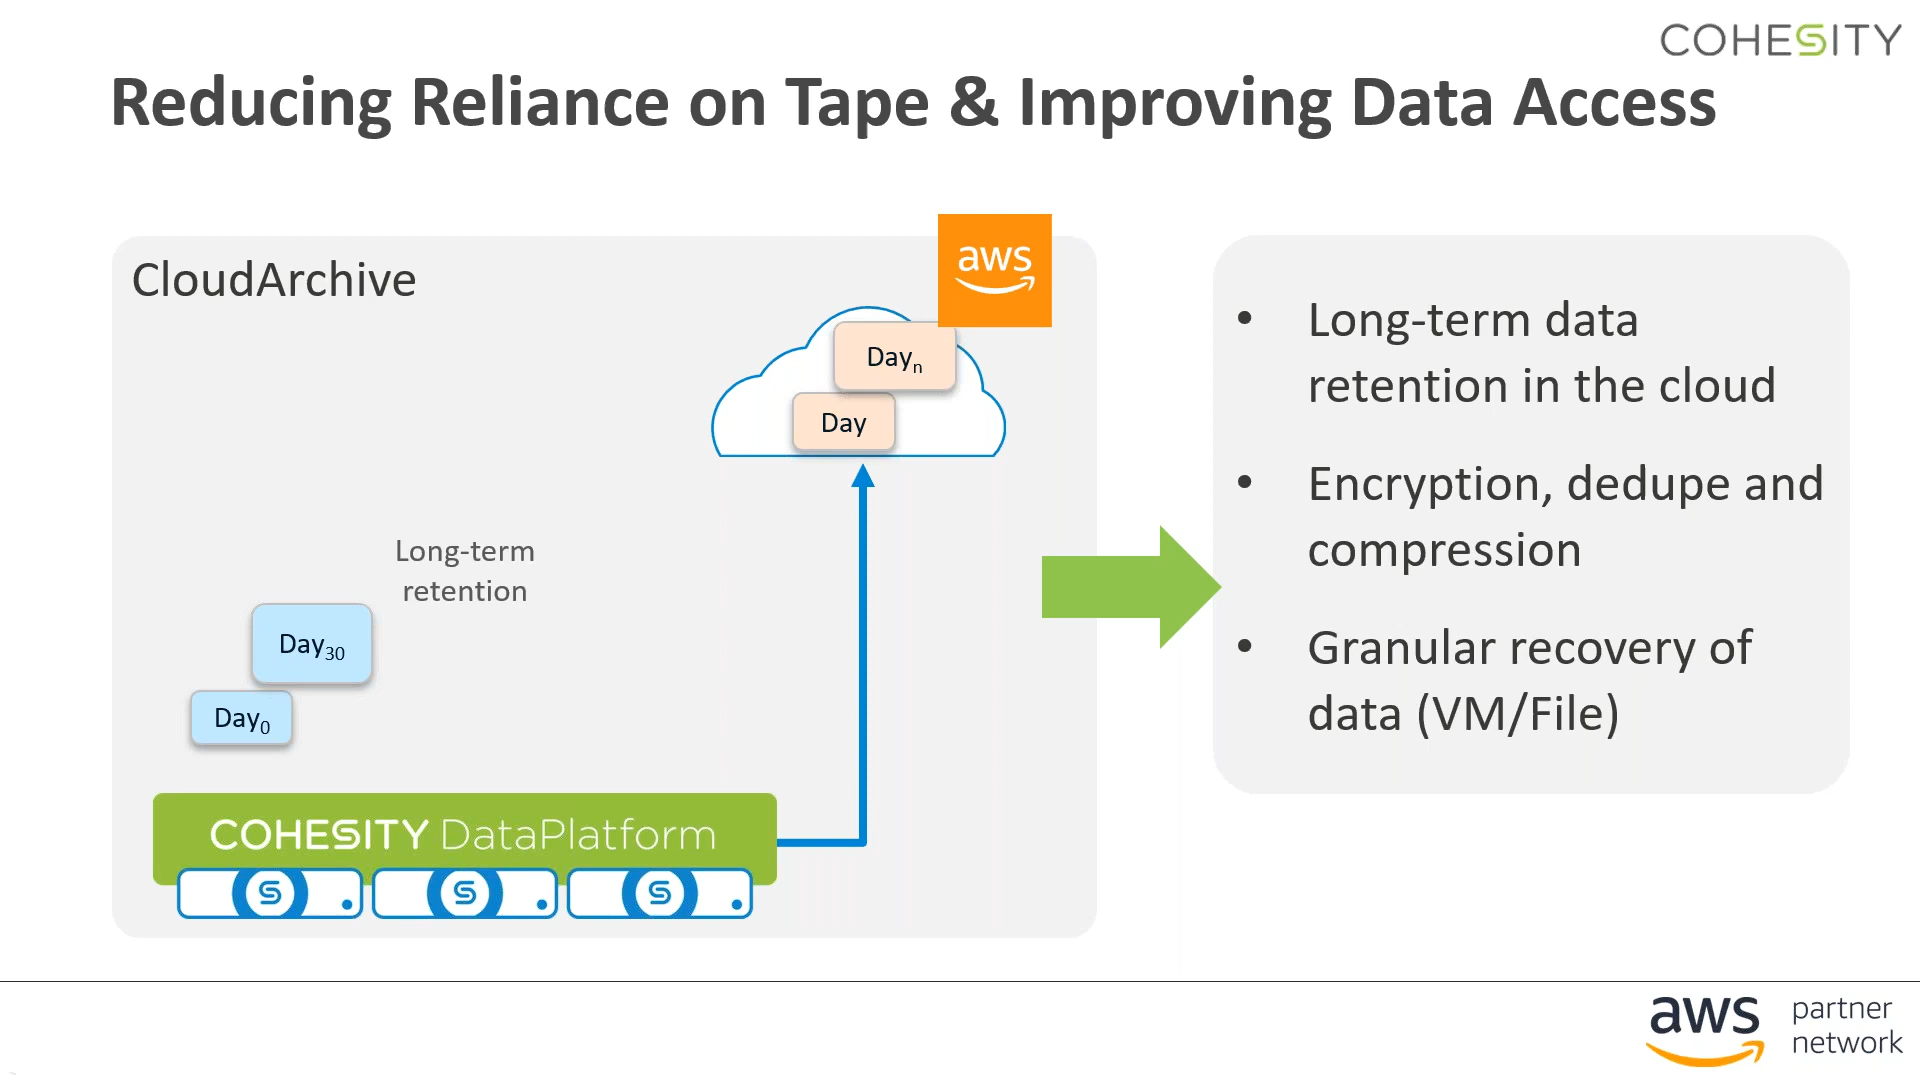 COHESITY
Reducing Reliance on Tape & Improving Data Access
CloudArchive
aws
Dayn
Day
Long-term
retention
Day30
Day0
COHESITY DataPlatform
• Long-term data
retention in the cloud
• Encryption, dedupe and
compression
• Granular recovery of
data (VM/File)
aws partner
network